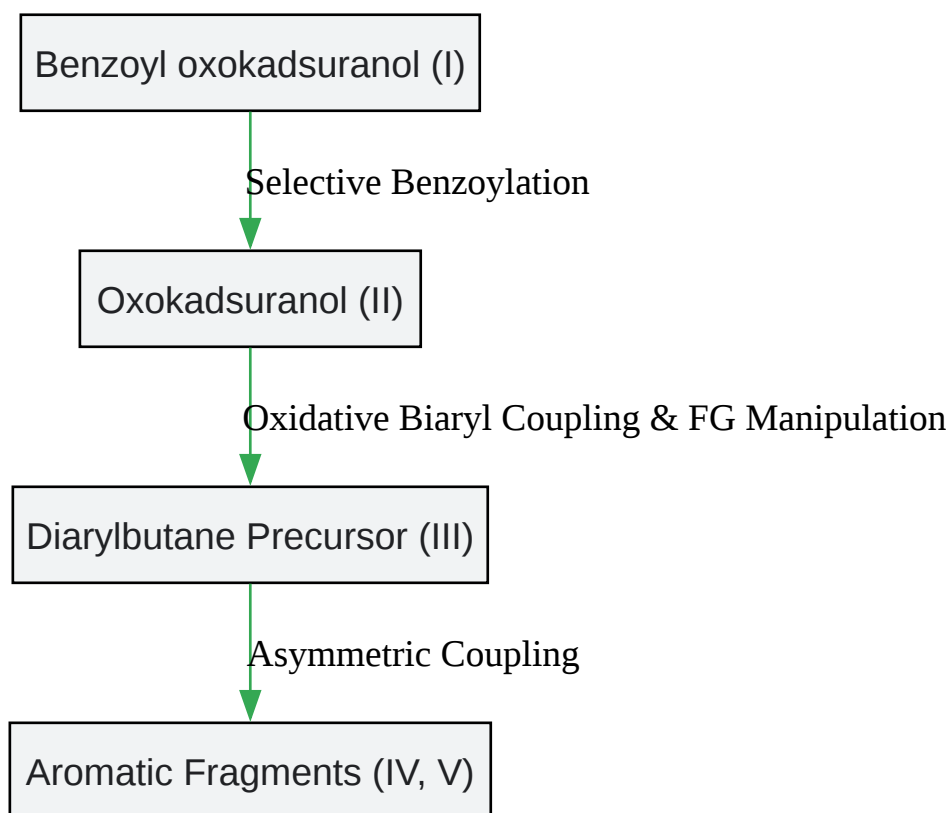 Benzoyl oxokadsuranol (I)
Selective Benzoylation
Oxokadsuranol (II)
Oxidative Biaryl Coupling & FG Manipulation
Diarylbutane Precursor (III)
Asymmetric Coupling
Aromatic Fragments (IV, V)